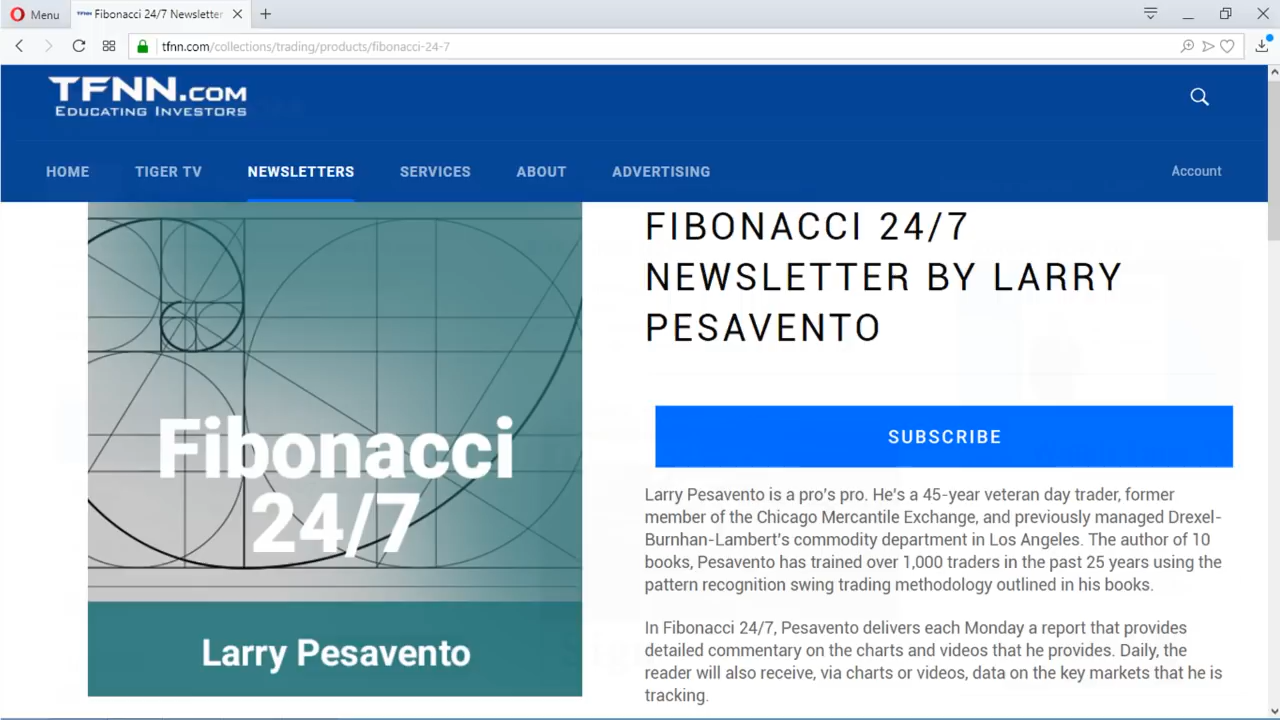 Menu
Fibonacci 24/7 Newsletter
tfnn.com/collections/trading/products/fibonacci-24-7
TFNN.COM
EDUCATING INVESTORS
HOME TIGER TV NEWSLETTERS SERVICES ABOUT ADVERTISING Account
Fibonacci
24/7
Larry Pesavento
FIBONACCI 24/7
NEWSLETTER BY LARRY
PESAVENTO
SUBSCRIBE
Larry Pesavento is a pro's pro. He's a 45-year veteran day trader, former
member of the Chicago Mercantile Exchange, and previously managed Drexel-
Burnhan-Lambert's commodity department in Los Angeles. The author of 10
books, Pesavento has trained over 1,000 traders in the past 25 years using the
pattern recognition swing trading methodology outlined in his books.
In Fibonacci 24/7, Pesavento delivers each Monday a report that provides
detailed commentary on the charts and videos that he provides. Daily, the
reader will also receive, via charts or videos, data on the key markets that he is
tracking.